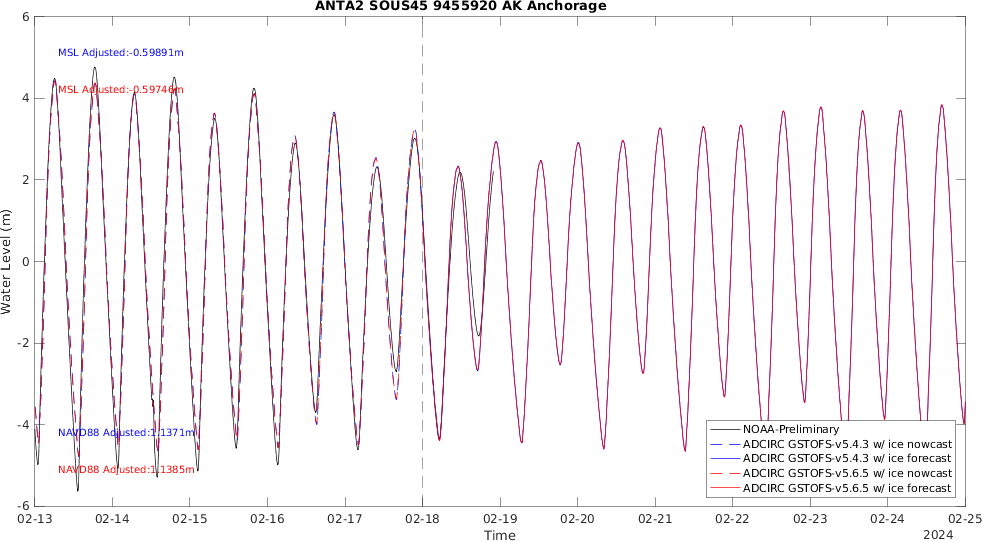 ANTA2 SOUS45 9455920 AK Anchorage
6
4
2
0
-2
-4
-6
Water Level (m)
MSL Adjusted:-0.59891m
MSL Adjusted:-0.59746m
NAVD88 Adjusted:1.1371m
NAVD88 Adjusted:1.1385m
NOAA-Preliminary
ADCIRC GSTOFS-v5.4.3 w/ ice nowcast
ADCIRC GSTOFS-v5.4.3 w/ ice forecast
ADCIRC GSTOFS-v5.6.5 w/ ice nowcast
ADCIRC GSTOFS-v5.6.5 w/ ice forecast
02-13 02-14 02-15 02-16 02-17 02-18 02-19 02-20 02-21 02-22 02-23 02-24 02-25
Time
2024